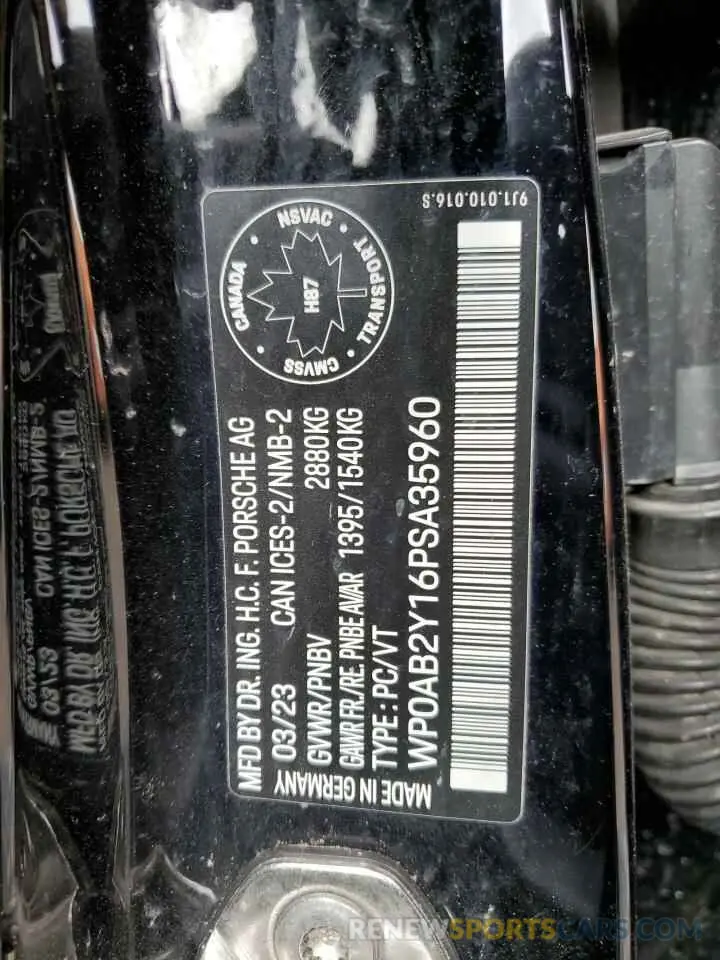 MFD BY DR. ING. H.C. F. PORSCHE AG
03/23 CAN ICES-2/NMB-2
GVWR/PNBV 2880KG
GAWR FR./RE. PNBE AVAR 1395/1540KG
TYPE: PC/VT
WP0AB2Y16PSA35960
MADE IN GERMANY
CANADA • NSVAC • TRANSPORT • CMVSS •
H87
9J1.010.016.S
RENEWSPORTSCARS.COM